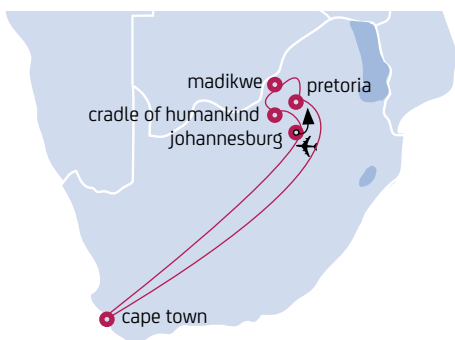 madikwe
pretoria
cradle of humankind
johannesburg
cape town